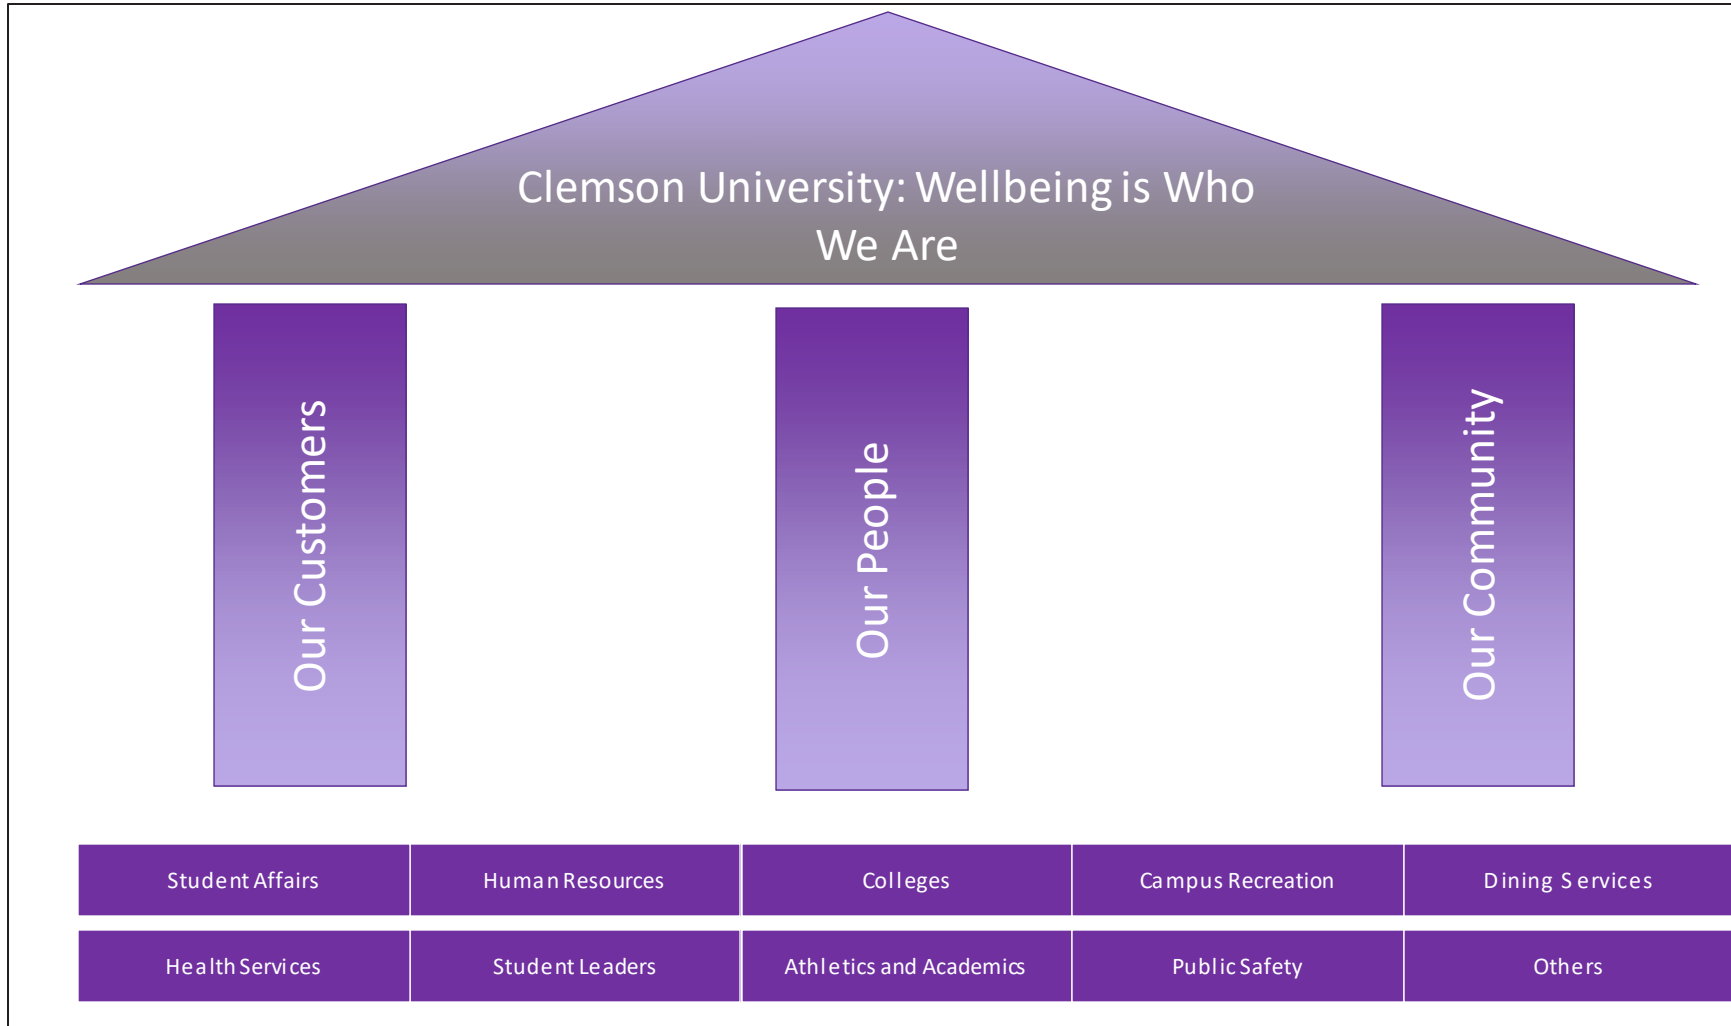 Clemson University: Wellbeing is Who
We Are
Our Customers
Our People
Our Community
Student Affairs
Human Resources
Colleges
Campus Recreation
Dining Services
Health Services
Student Leaders
Athletics and Academics
Public Safety
Others